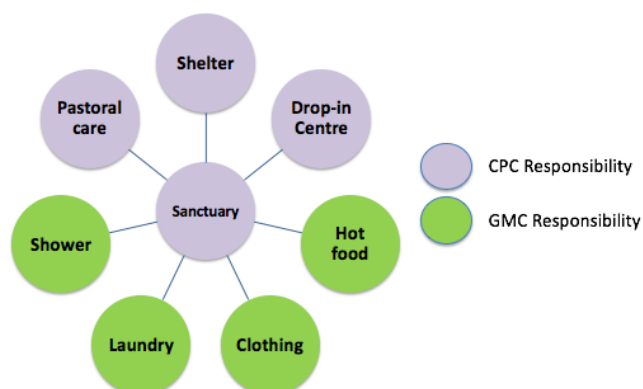 Shelter
Pastoral
care
Drop-in
Centre
CPC Responsibility
Sanctuary
GMC Responsibility
Shower
Hot
food
Laundry
Clothing